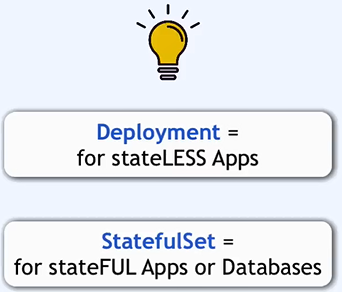 Deployment =
for stateLESS Apps
StatefulSet =
for stateFUL Apps or Databases